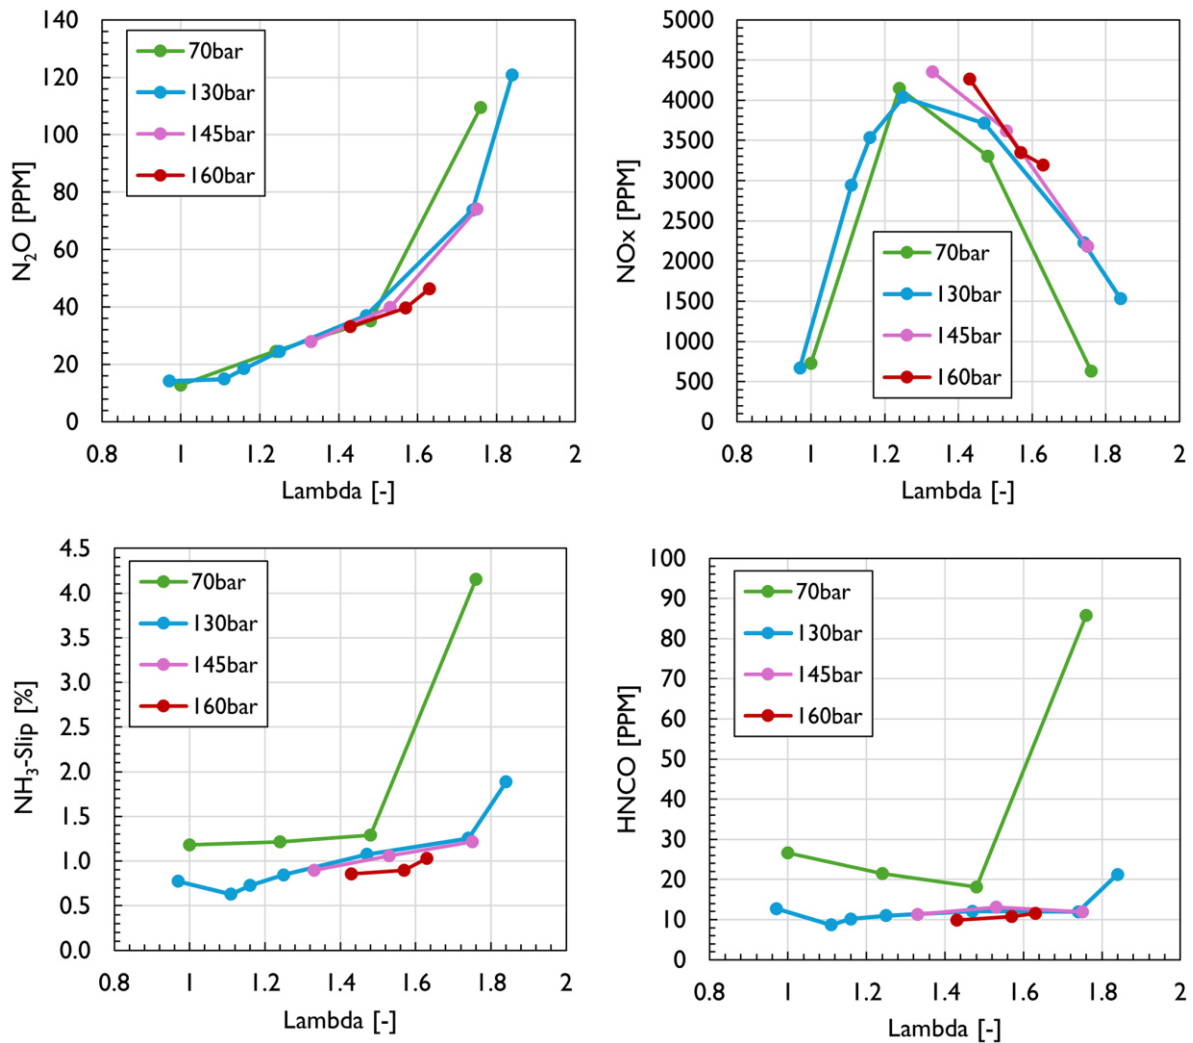 140
120
100
80
60
40
20
0
N₂O [PPM]
70bar
130bar
145bar
160bar
0.8 1 1.2 1.4 1.6 1.8 2
Lambda [-]
5000
4500
4000
3500
3000
2500
2000
1500
1000
500
0
NOx [PPM]
70bar
130bar
145bar
160bar
0.8 1 1.2 1.4 1.6 1.8 2
Lambda [-]
4.5
4.0
3.5
3.0
2.5
2.0
1.5
1.0
0.5
0.0
NH₃-Slip [%]
70bar
130bar
145bar
160bar
0.8 1 1.2 1.4 1.6 1.8 2
Lambda [-]
100
90
80
70
60
50
40
30
20
10
0
HNCO [PPM]
70bar
130bar
145bar
160bar
0.8 1 1.2 1.4 1.6 1.8 2
Lambda [-]